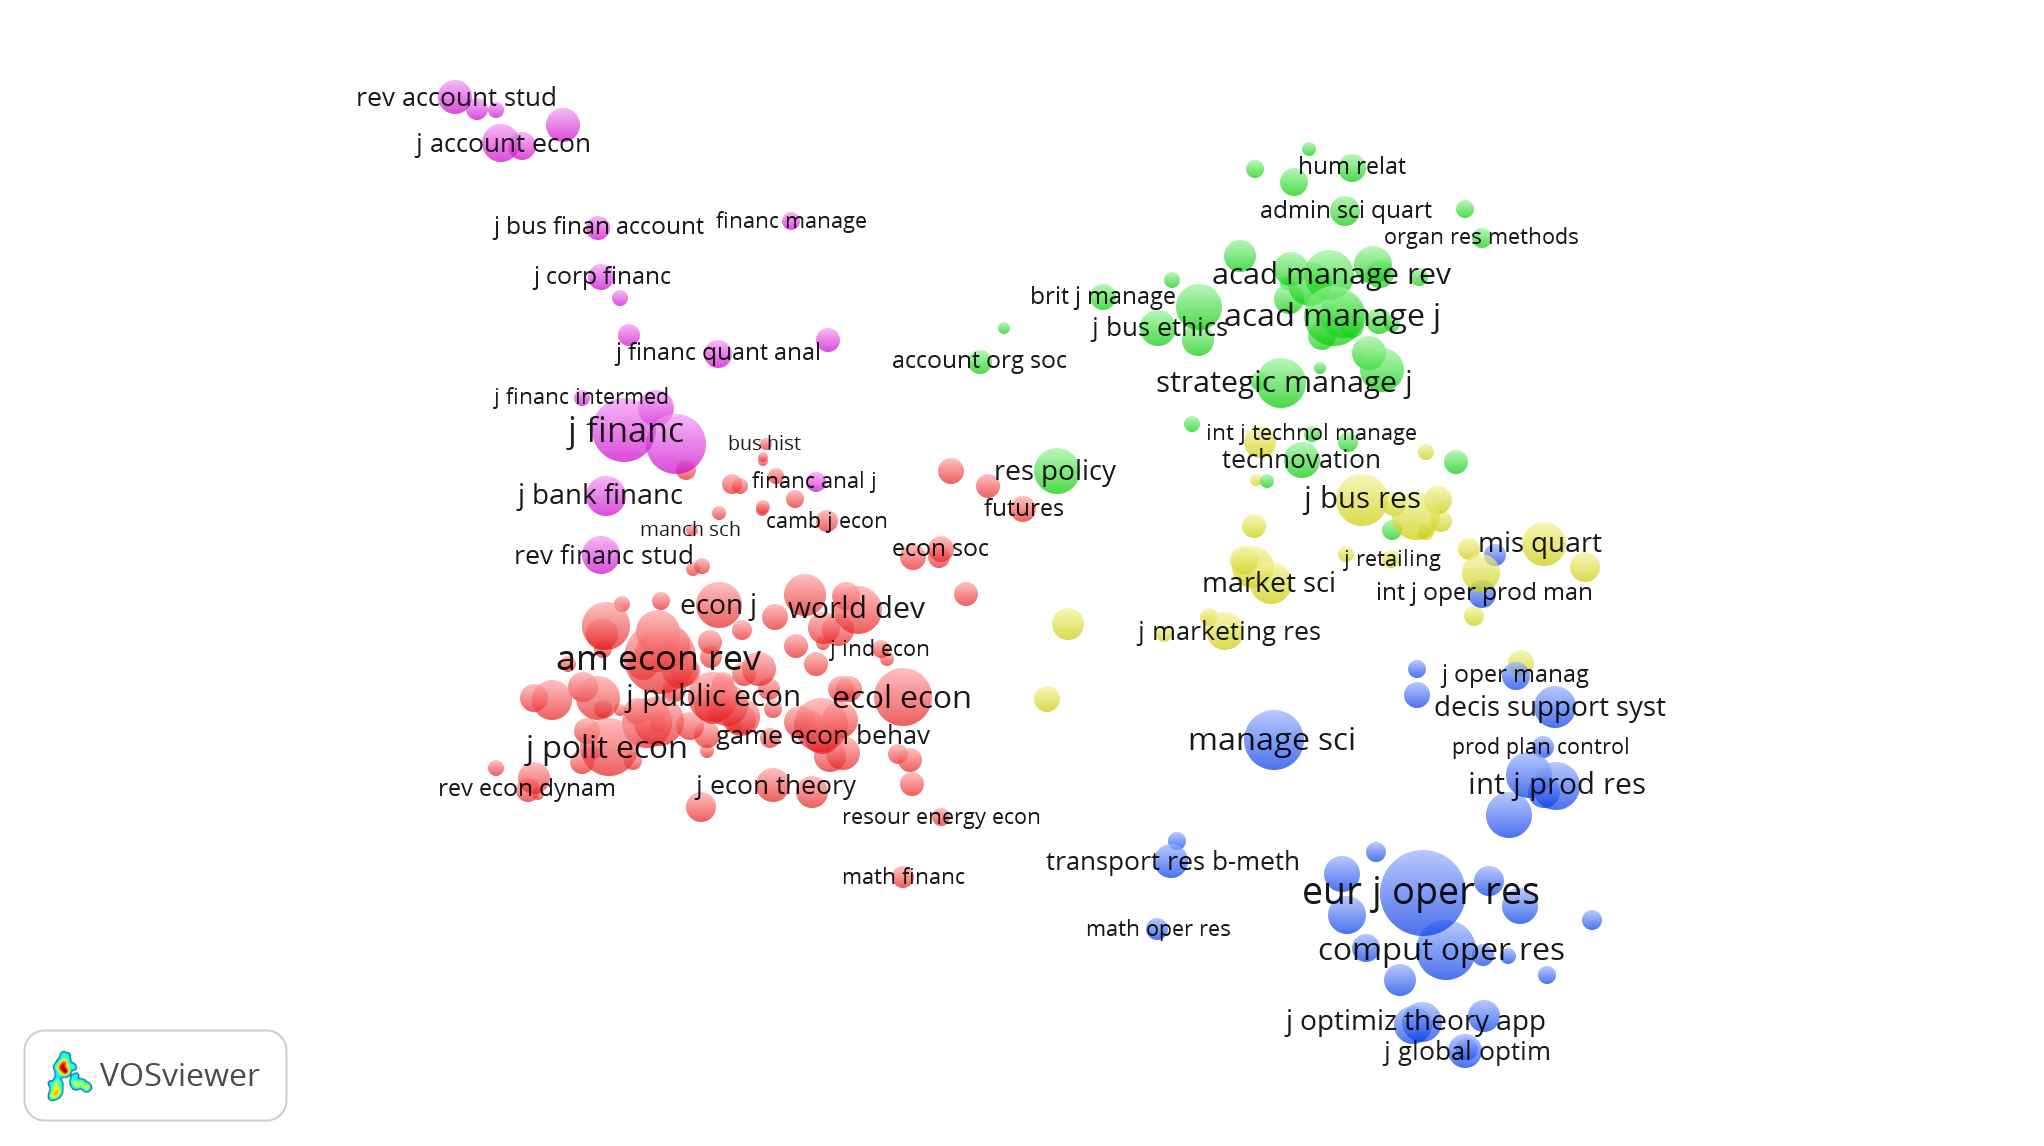 rev account stud
j account econ
hum relat
admin sci quart
j bus finan account
financ manage
organ res methods
j corp financ
acad manage rev
brit j manage
acad manage j
j bus ethics
j financ quant anal
account org soc
strategic manage j
j financ intermed
j financ
bus hist
int j technol manage
technovation
res policy
financ anal j
j bank financ
j bus res
futures
camb j econ
manch sch
mis quart
econ soc
rev financ stud
j retailing
market sci
int j oper prod man
econ j
world dev
j marketing res
j ind econ
am econ rev
j oper manag
j public econ
ecol econ
decis support syst
game econ behav
manage sci
j polit econ
prod plan control
int j prod res
j econ theory
rev econ dynam
resour energy econ
transport res b-meth
math financ
eur j oper res
math oper res
comput oper res
j optimiz theory app
j global optim
VOSviewer